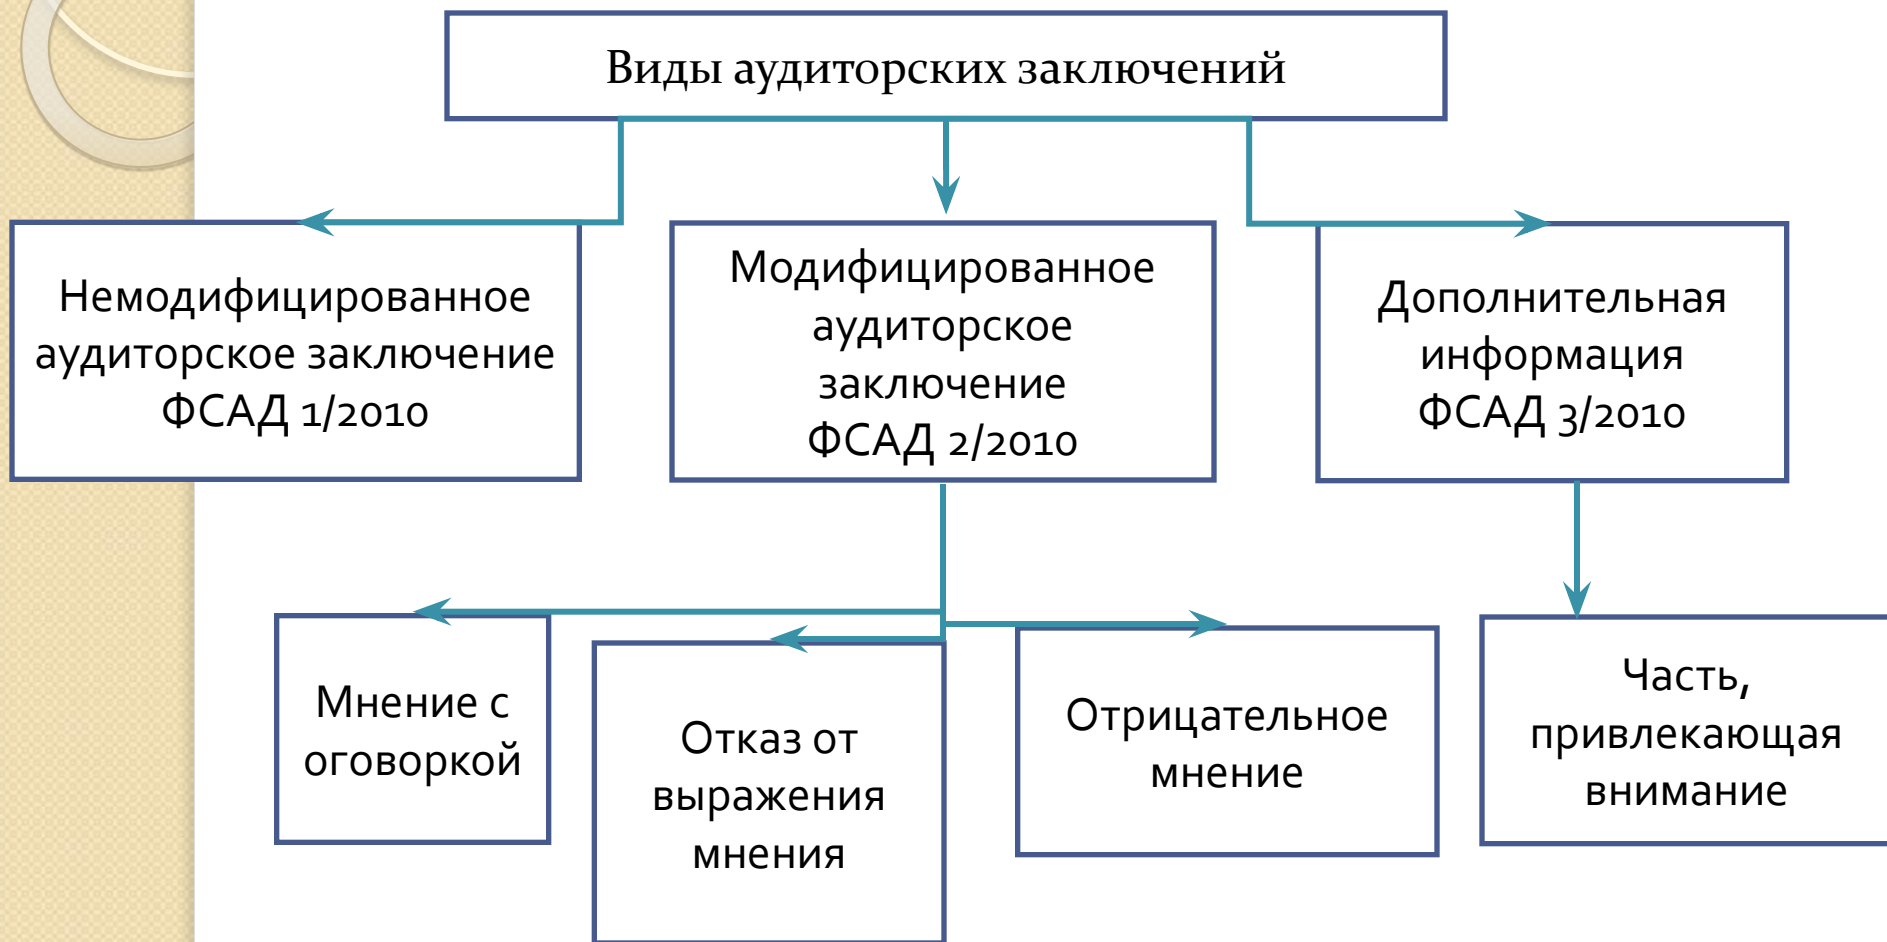 Виды аудиторских заключений
Немодифицированное
аудиторское заключение
ФСАД 1/2010
Модифицированное
аудиторское
заключение
ФСАД 2/2010
Дополнительная
информация
ФСАД 3/2010
Мнение с
оговоркой
Отказ от
выражения
мнения
Отрицательное
мнение
Часть,
привлекающая
внимание